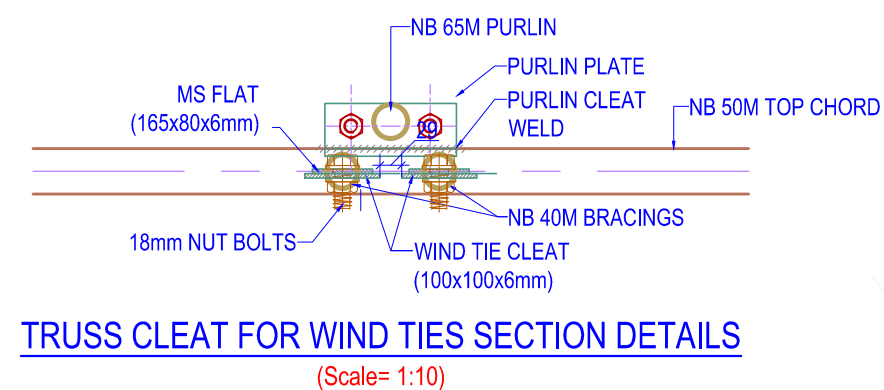 NB 65M PURLIN
PURLIN PLATE
MS FLAT
(165x80x6mm)
PURLIN CLEAT
WELD
NB 50M TOP CHORD
29
NB 40M BRACINGS
18mm NUT BOLTS
WIND TIE CLEAT
(100x100x6mm)
TRUSS CLEAT FOR WIND TIES SECTION DETAILS
(Scale= 1:10)